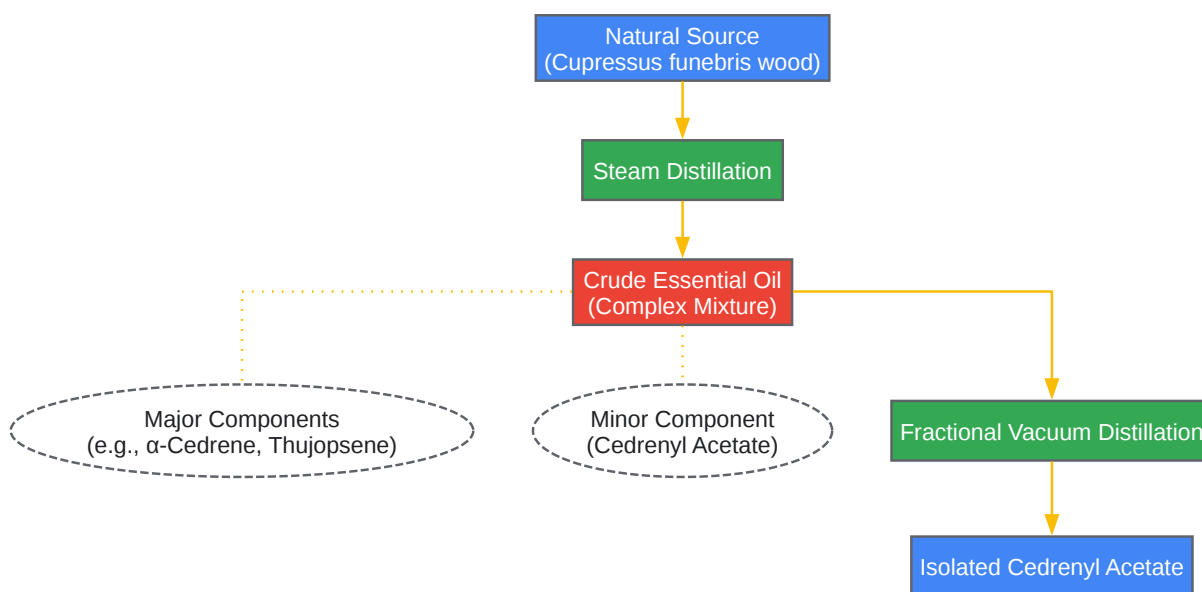 Natural Source
(Cupressus funebris wood)
Steam Distillation
Crude Essential Oil
(Complex Mixture)
Major Components
(e.g., α-Cedrene, Thujopsene)
Minor Component
(Cedrenyl Acetate)
Fractional Vacuum Distillation
Isolated Cedrenyl Acetate